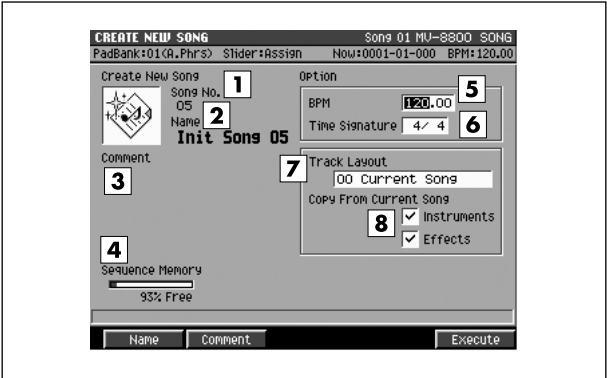 CREATE NEW SONG Song 01 MV-8800 SONG
PadBank:01(A.Phrs) Slider:Assign Now:0001-01-000 BPM:120.00
Create New Song
1
Song No.
05
2
Name
Init Song 05
Comment
3
4
Sequence Memory
93% Free
Option
5
BPM 120.00
6
Time Signature 4/ 4
7
Track Layout
00 Current Song
Copy From Current Song
8
Instruments
Effects
Name Comment Execute